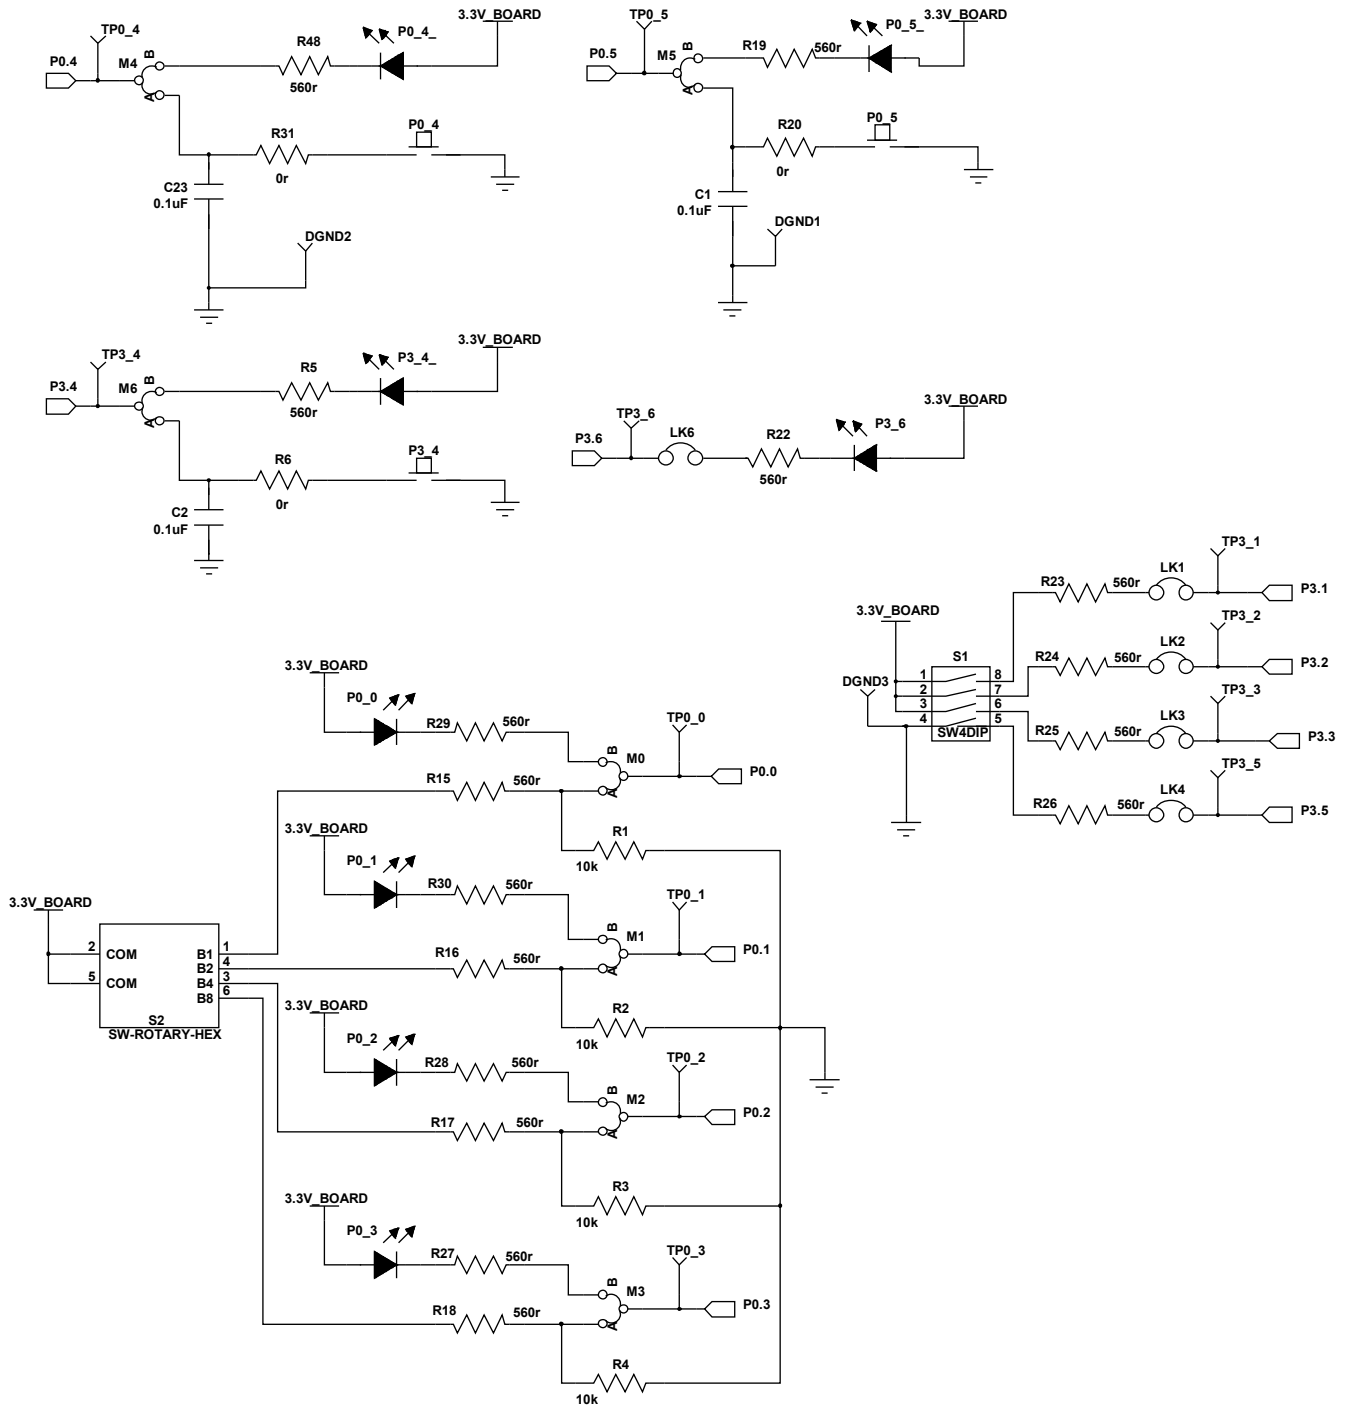 3.3V_BOARD
TP0_4
P0_4_
R48
P0.4
M4
B
560r
A
P0_4
R31
0r
C23
0.1uF
DGND2
TP0_5
3.3V_BOARD
P0_5_
R19
560r
P0.5
M5
B
A
R20
P0_5
0r
C1
0.1uF
DGND1
3.3V_BOARD
TP3_4
P3_4_
R5
P3.4
M6
B
560r
A
P3_4
R6
0r
C2
0.1uF
3.3V_BOARD
TP3_6
P3_6
P3.6
LK6
R22
560r
TP3_1
LK1
R23
560r
P3.1
3.3V_BOARD
TP3_2
LK2
S1
R24
560r
P3.2
DGND3
1
8
2
7
3
6
4
5
SW4DIP
TP3_3
LK3
R25
560r
P3.3
TP3_5
LK4
R26
560r
P3.5
3.3V_BOARD
P0_0
R29
560r
TP0_0
B
M0
P0.0
A
R15
560r
R1
10k
3.3V_BOARD
P0_1
R30
560r
TP0_1
B
M1
P0.1
A
R16
560r
R2
10k
3.3V_BOARD
2
COM
B1
1
B2
4
5
COM
B4
3
B8
6
S2
SW-ROTARY-HEX
3.3V_BOARD
P0_2
R28
560r
TP0_2
B
M2
P0.2
A
R17
560r
R3
10k
3.3V_BOARD
P0_3
R27
560r
TP0_3
B
M3
P0.3
A
R18
560r
R4
10k